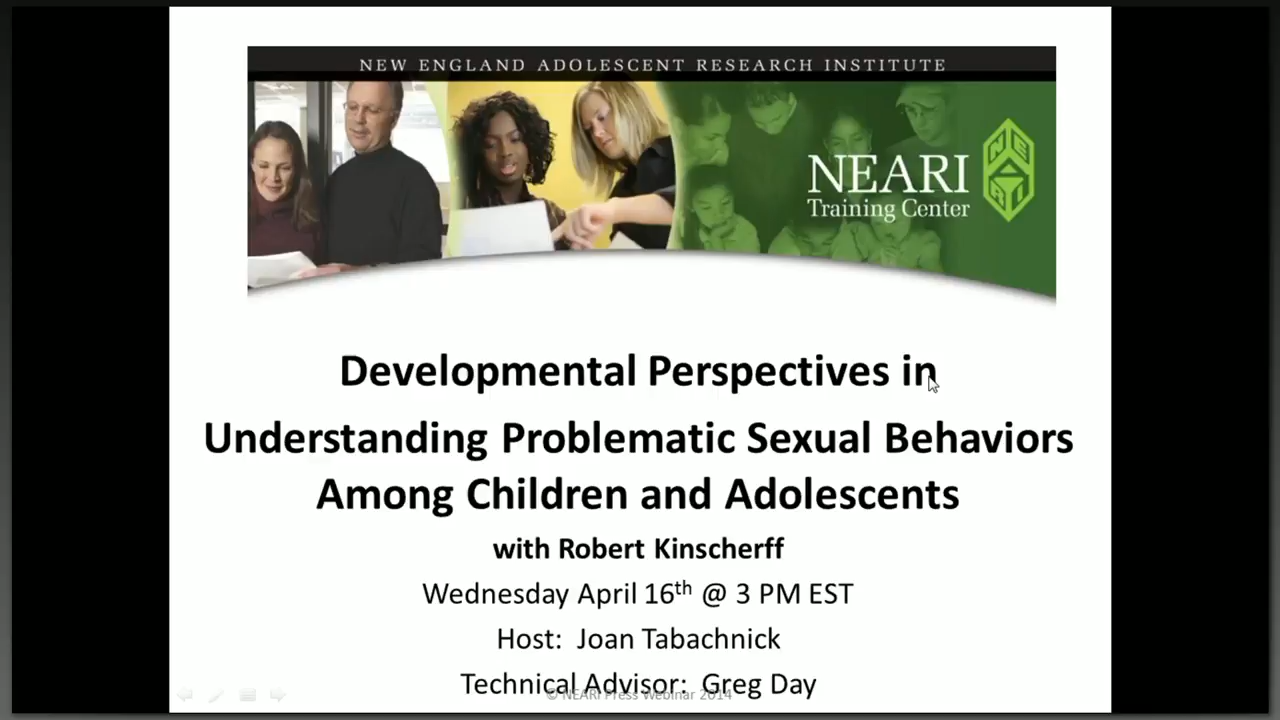 NEW ENGLAND ADOLESCENT RESEARCH INSTITUTE
NEARI
Training Center
NEARI
Developmental Perspectives in
Understanding Problematic Sexual Behaviors
Among Children and Adolescents
with Robert Kinscherff
Wednesday April 16th @ 3 PM EST
Host: Joan Tabachnick
Technical Advisor: Greg Day
© NEARI Press Webinar 2014